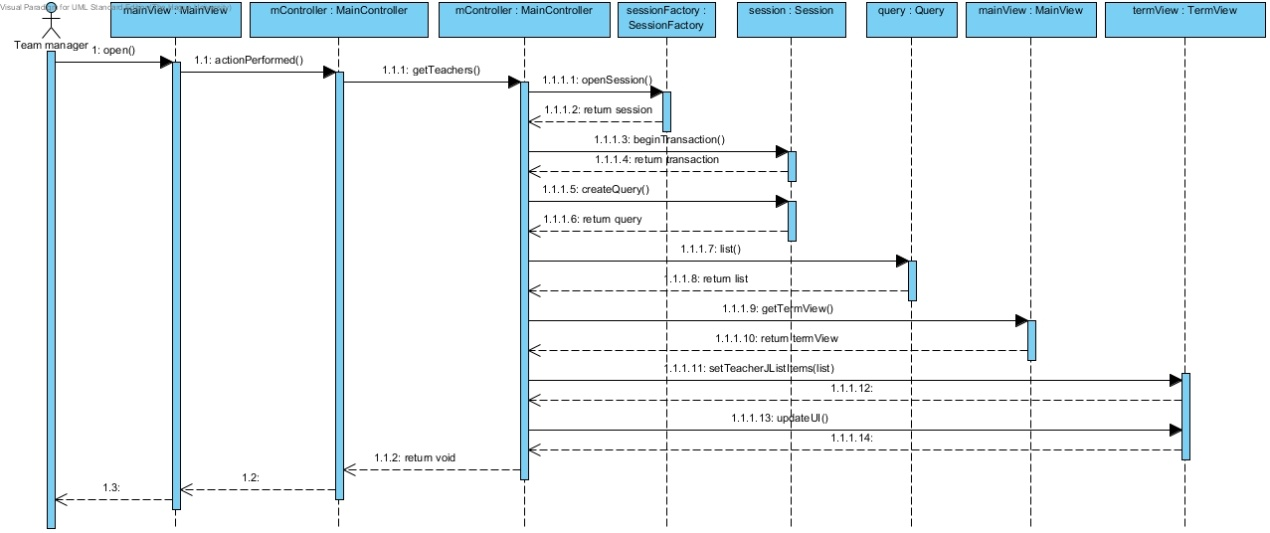 Visual Paradigm for UML Standard
mainView : MainView
mController : MainController
mController : MainController
sessionFactory :
SessionFactory
session : Session
query : Query
mainView : MainView
termView : TermView
Team manager
1: open()
1.1: actionPerformed()
1.1.1: getTeachers()
1.1.1.1: openSession()
1.1.1.2: return session
1.1.1.3: beginTransaction()
1.1.1.4: return transaction
1.1.1.5: createQuery()
1.1.1.6: return query
1.1.1.7: list()
1.1.1.8: return list
1.1.1.9: getTermView()
1.1.1.10: return termView
1.1.1.11: setTeacherJListItems(list)
1.1.1.12:
1.1.1.13: updateUI()
1.1.1.14:
1.1.2: return void
1.2:
1.3: